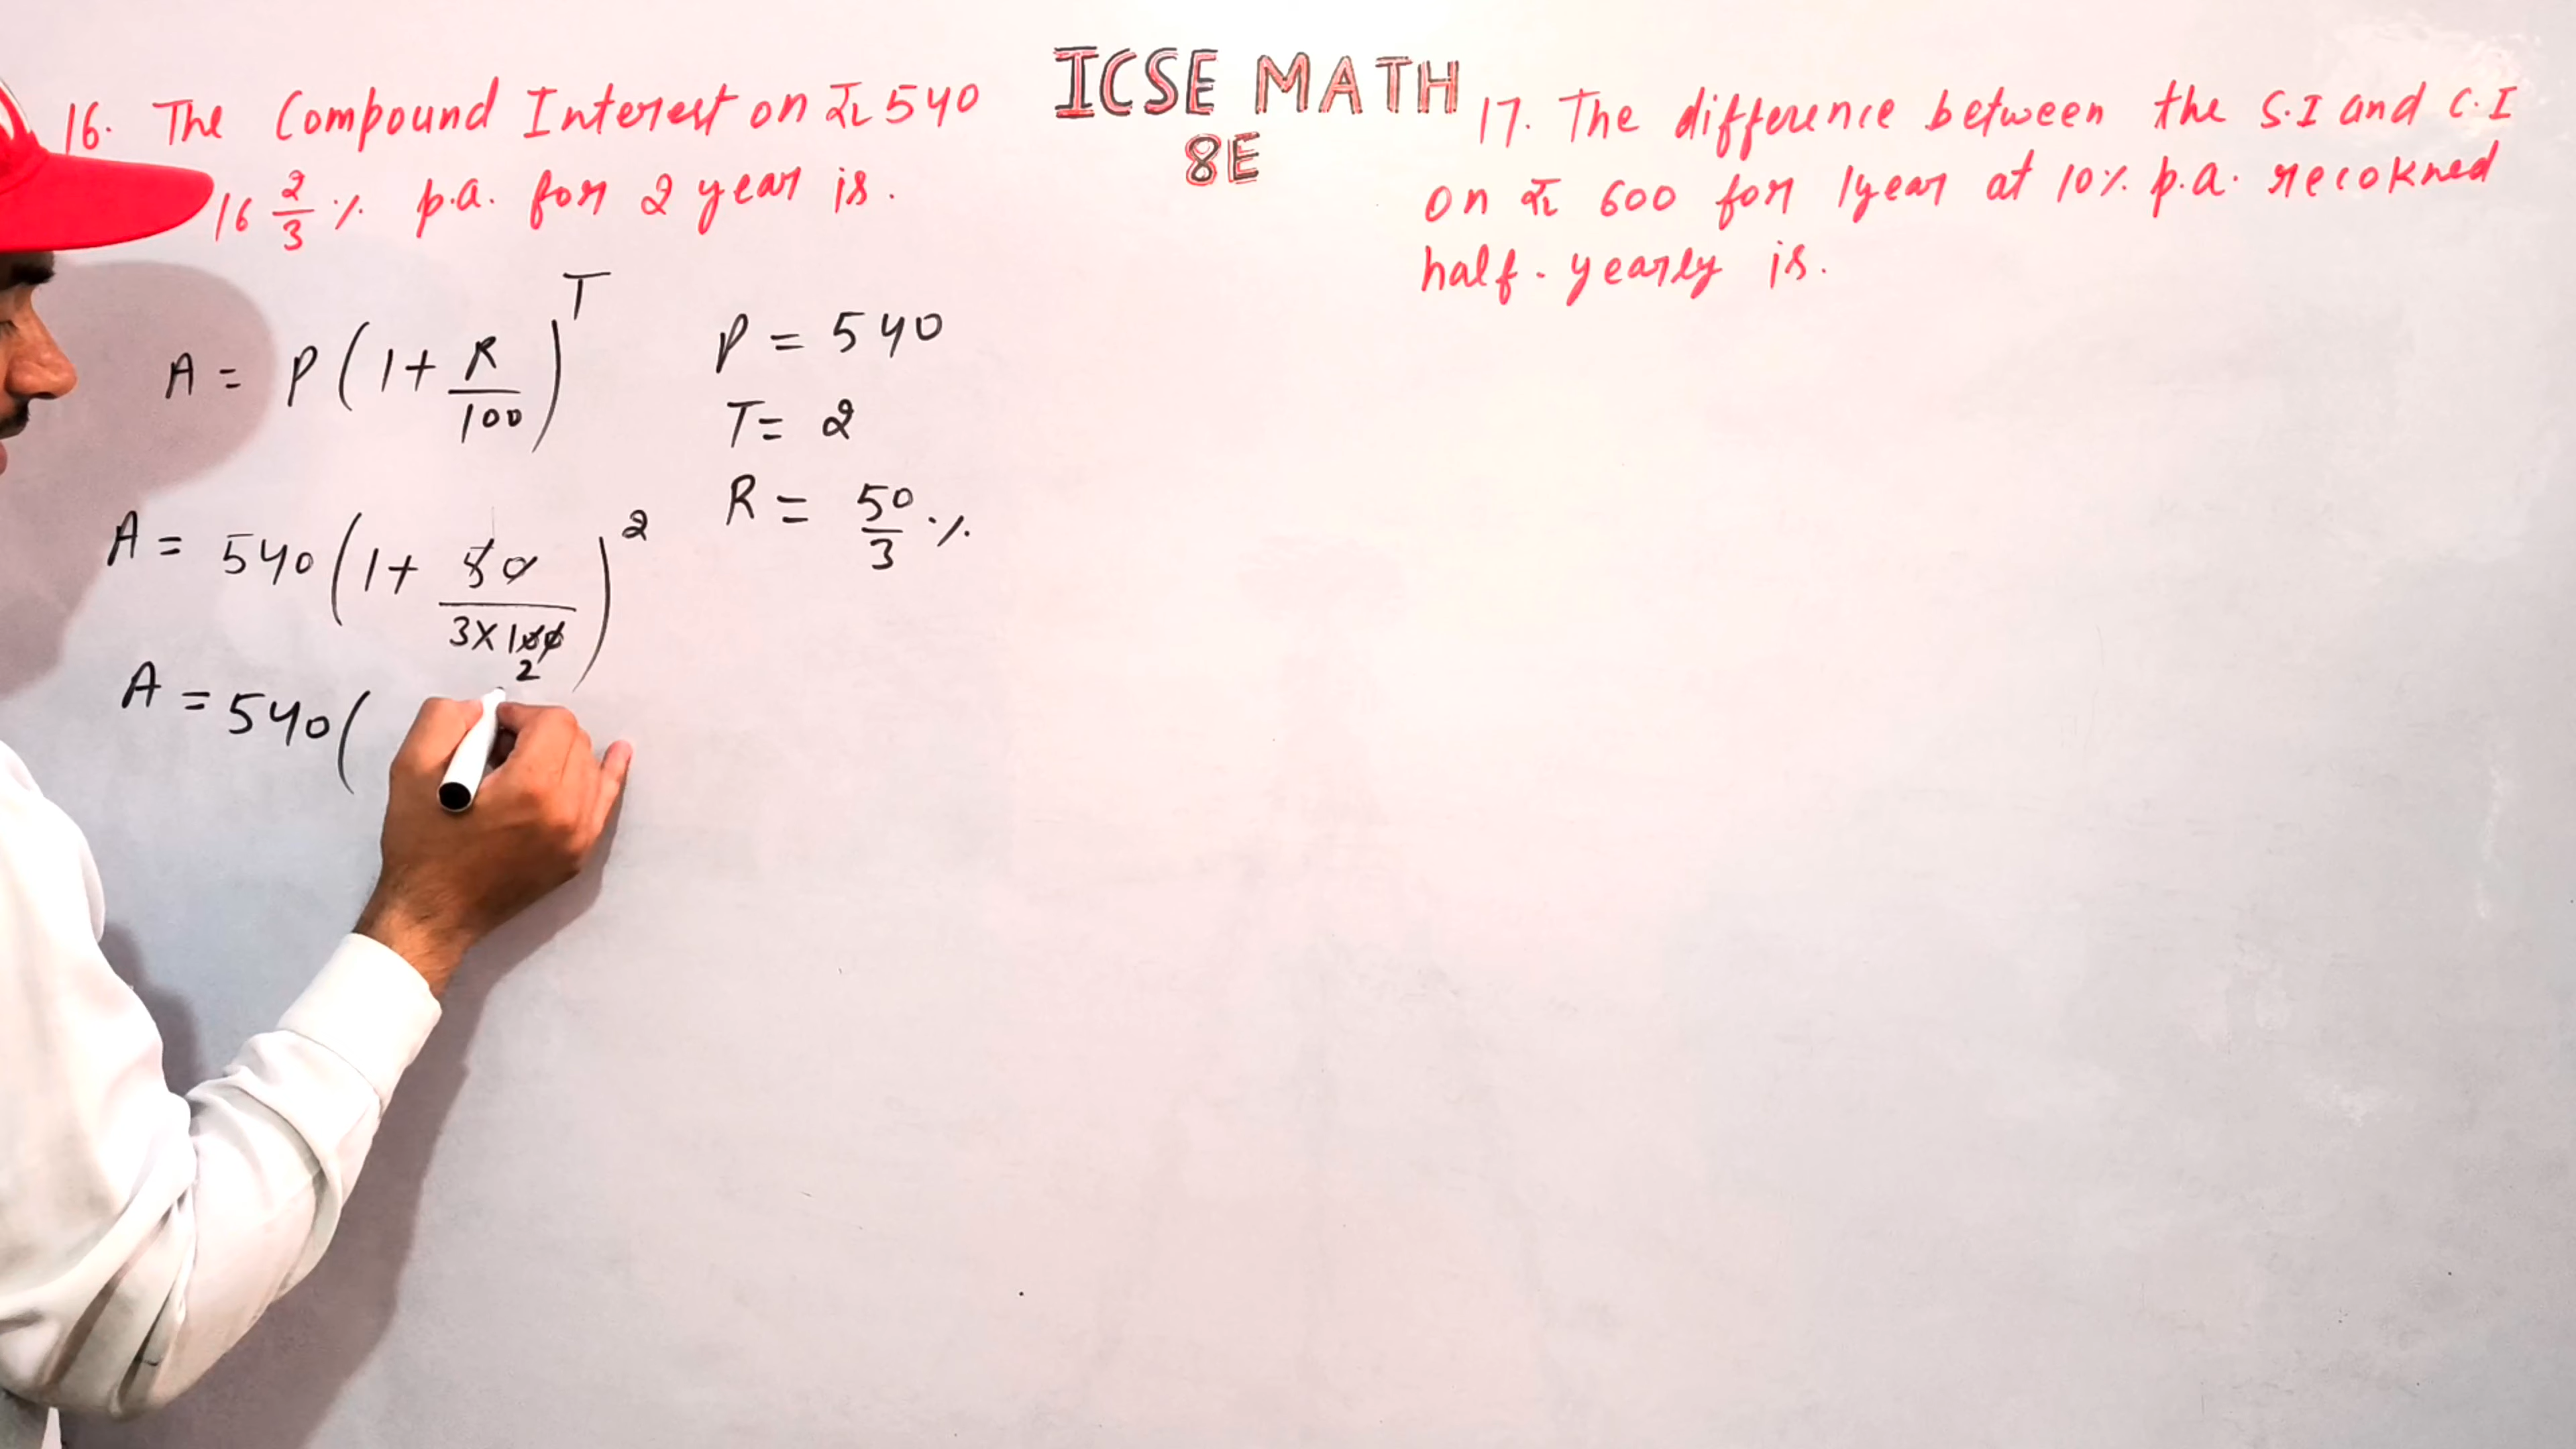 ICSE MATH
8E
16. The Compound Interest on रू 540
16 2/3 % p.a. for 2 year is.
A = P(1+ R/100)^T
P = 540
T = 2
R = 50/3 %
A = 540(1+ 50/3×100)^2
2
A = 540(
17. The difference between the S.I and C.I
on रू 600 for 1year at 10% p.a. recokned
half-yearly is.